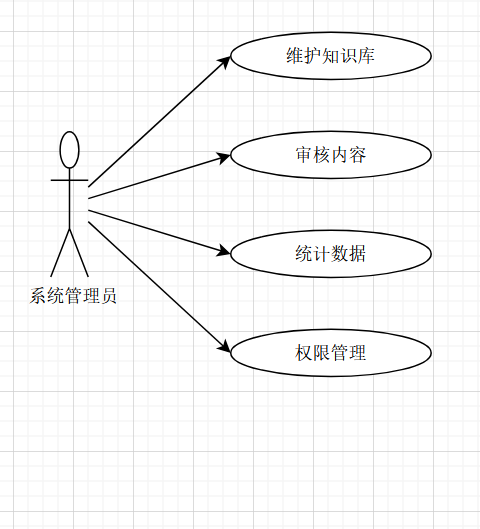 维护知识库
审核内容
统计数据
系统管理员
权限管理